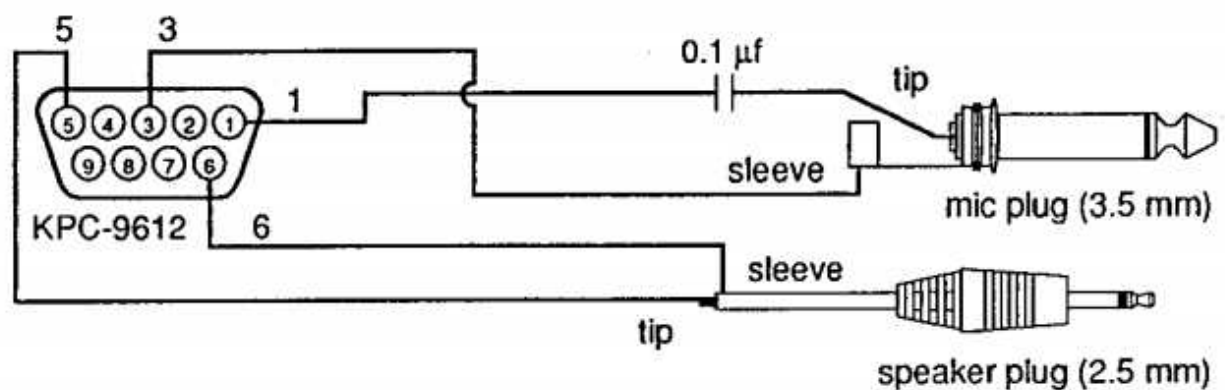 5 3
0.1 μf
tip
1
5 4 3 2 1
9 8 7 6
sleeve
mic plug (3.5 mm)
KPC-9612
6
sleeve
tip
speaker plug (2.5 mm)